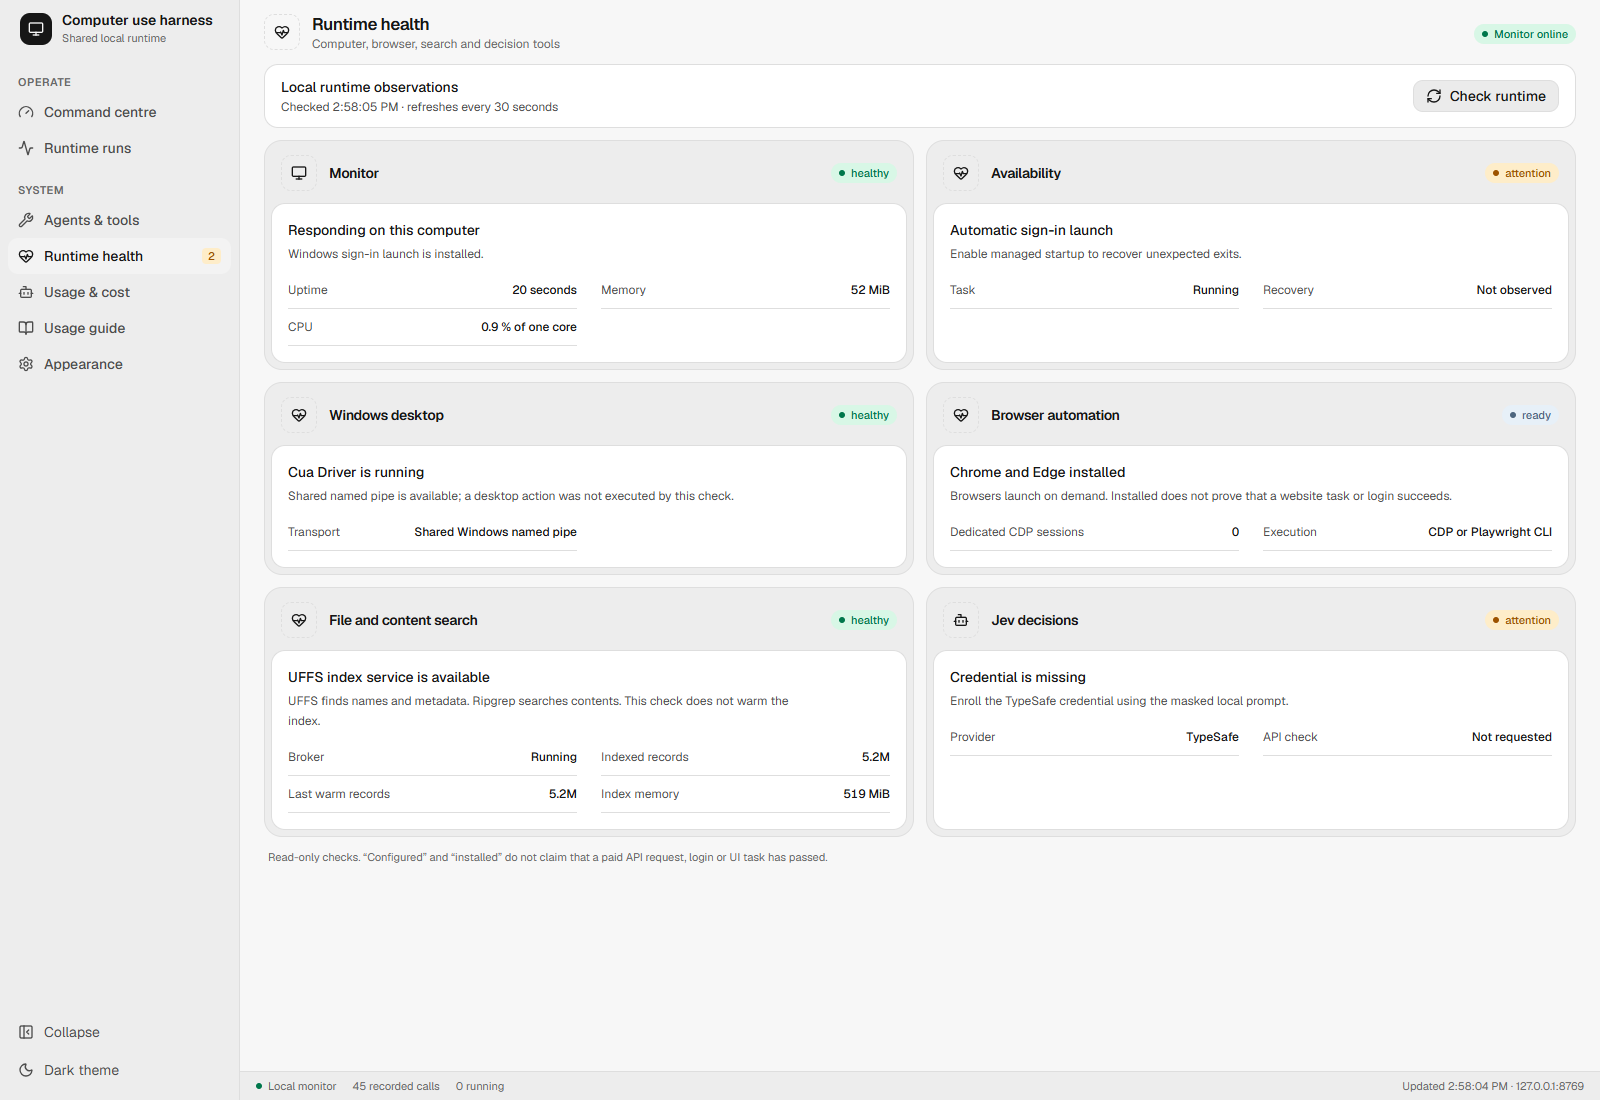 Computer use harness
Shared local runtime
OPERATE
Command centre
Runtime runs
SYSTEM
Agents & tools
Runtime health 2
Usage & cost
Usage guide
Appearance
Collapse
Dark theme
Runtime health
Computer, browser, search and decision tools
Monitor online
Local runtime observations
Checked 2:58:05 PM · refreshes every 30 seconds
Check runtime
Monitor healthy
Responding on this computer
Windows sign-in launch is installed.
Uptime 20 seconds Memory 52 MiB
CPU 0.9 % of one core
Availability attention
Automatic sign-in launch
Enable managed startup to recover unexpected exits.
Task Running Recovery Not observed
Windows desktop healthy
Cua Driver is running
Shared named pipe is available; a desktop action was not executed by this check.
Transport Shared Windows named pipe
Browser automation ready
Chrome and Edge installed
Browsers launch on demand. Installed does not prove that a website task or login succeeds.
Dedicated CDP sessions 0 Execution CDP or Playwright CLI
File and content search healthy
UFFS index service is available
UFFS finds names and metadata. Ripgrep searches contents. This check does not warm the
index.
Broker Running Indexed records 5.2M
Last warm records 5.2M Index memory 519 MiB
Jev decisions attention
Credential is missing
Enroll the TypeSafe credential using the masked local prompt.
Provider TypeSafe API check Not requested
Read-only checks. “Configured” and “installed” do not claim that a paid API request, login or UI task has passed.
Local monitor 45 recorded calls 0 running
Updated 2:58:04 PM · 127.0.0.1:8769